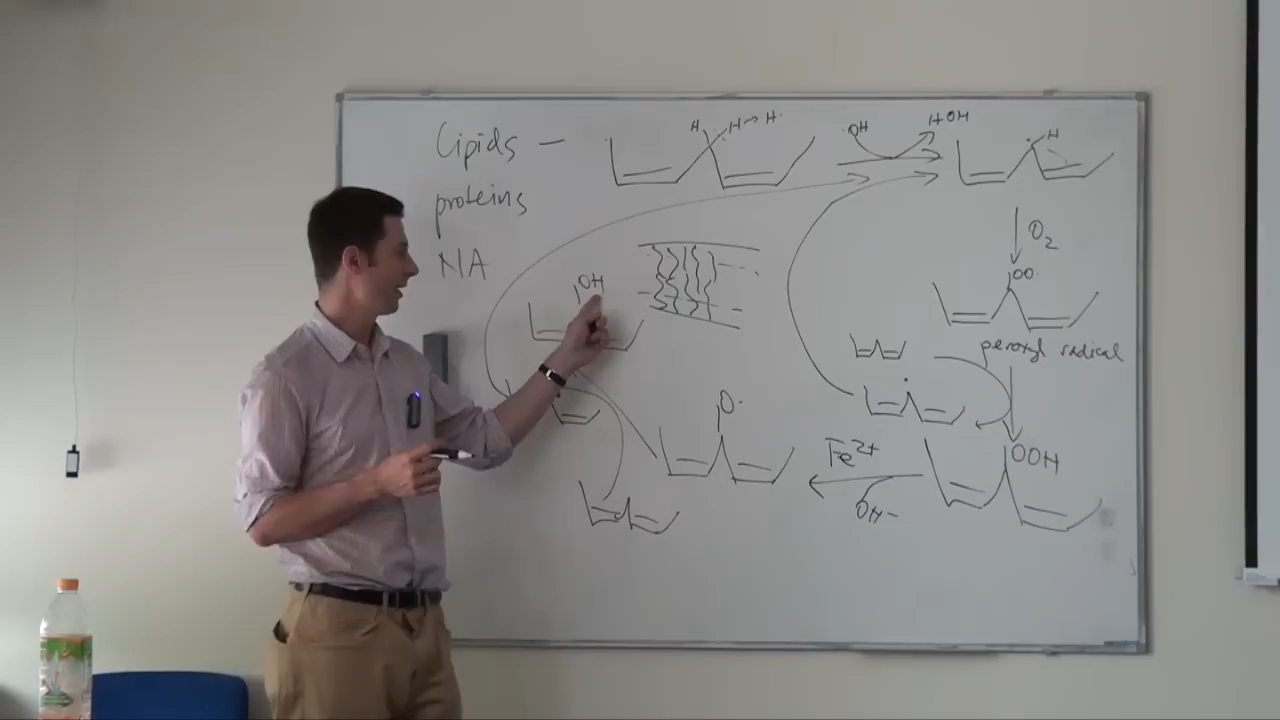 Lipids –
H H → H·
·OH
HOH
H
proteins
NA
O₂
OH
OO·
peroxyl radical
O·
Fe²⁺
OH-
OOH